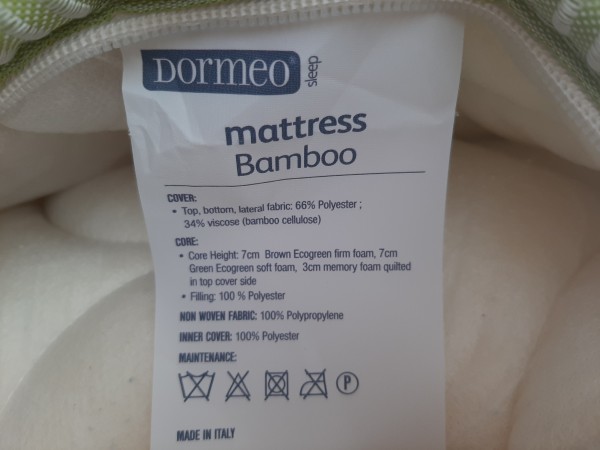 DORMEO® sleep
mattress
Bamboo
COVER:
• Top, bottom, lateral fabric: 66% Polyester ;
34% viscose (bamboo cellulose)
CORE:
• Core Height: 7cm Brown Ecogreen firm foam, 7cm
Green Ecogreen soft foam, 3cm memory foam quilted
in top cover side
• Filling: 100 % Polyester
NON WOVEN FABRIC: 100% Polypropylene
INNER COVER: 100% Polyester
MAINTENANCE:
P
MADE IN ITALY